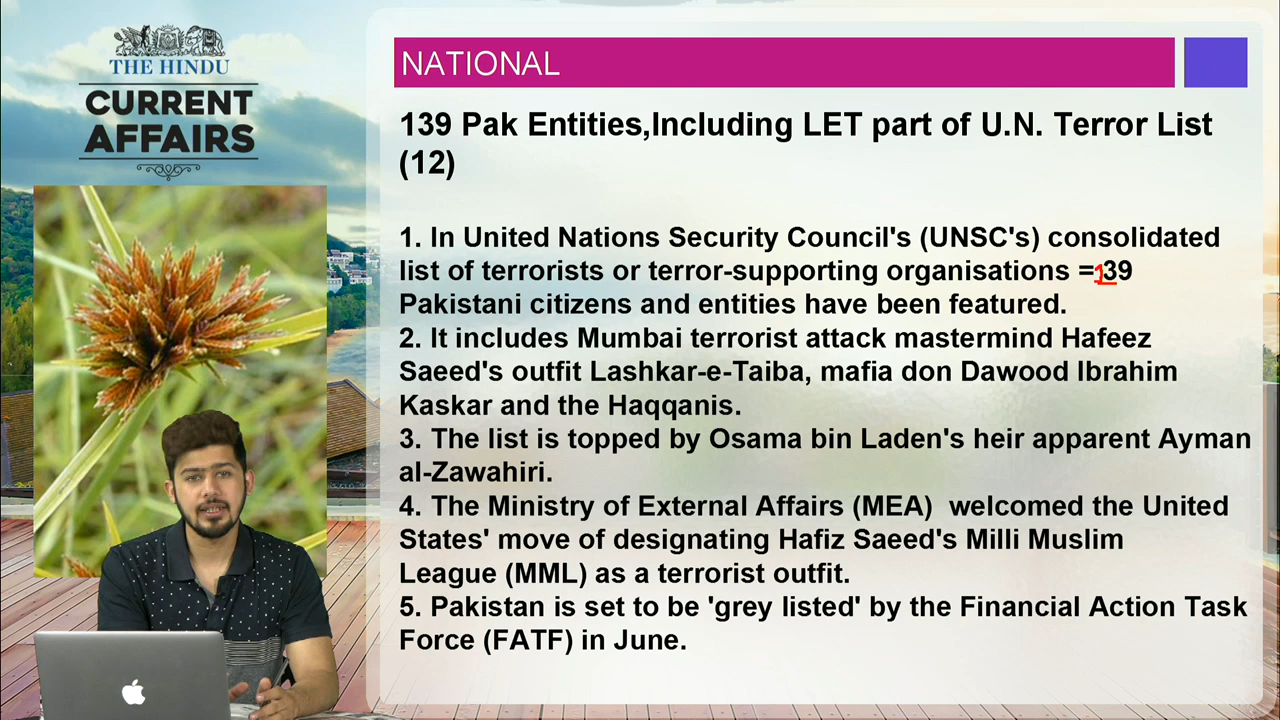 THE HINDU
CURRENT
AFFAIRS
NATIONAL
139 Pak Entities,Including LET part of U.N. Terror List
(12)
1. In United Nations Security Council's (UNSC's) consolidated
list of terrorists or terror-supporting organisations =139
Pakistani citizens and entities have been featured.
2. It includes Mumbai terrorist attack mastermind Hafeez
Saeed's outfit Lashkar-e-Taiba, mafia don Dawood Ibrahim
Kaskar and the Haqqanis.
3. The list is topped by Osama bin Laden's heir apparent Ayman
al-Zawahiri.
4. The Ministry of External Affairs (MEA)  welcomed the United
States' move of designating Hafiz Saeed's Milli Muslim
League (MML) as a terrorist outfit.
5. Pakistan is set to be 'grey listed' by the Financial Action Task
Force (FATF) in June.